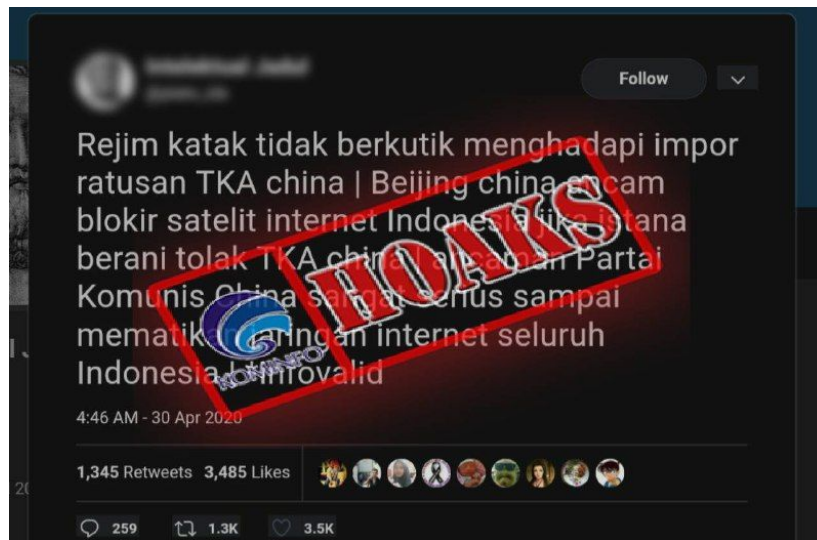 Follow
Rejim katak tidak berkutik menghadapi impor
ratusan TKA china | Beijing china ancam
blokir satelit internet Indonesia jika istana
berani tolak TKA china | ancaman Partai
Komunis China sangat serius sampai
mematikan jaringan internet seluruh
Indonesia | #infovalid
HOAKS
KOMINFO
4:46 AM - 30 Apr 2020
1,345 Retweets 3,485 Likes
259 1.3K 3.5K